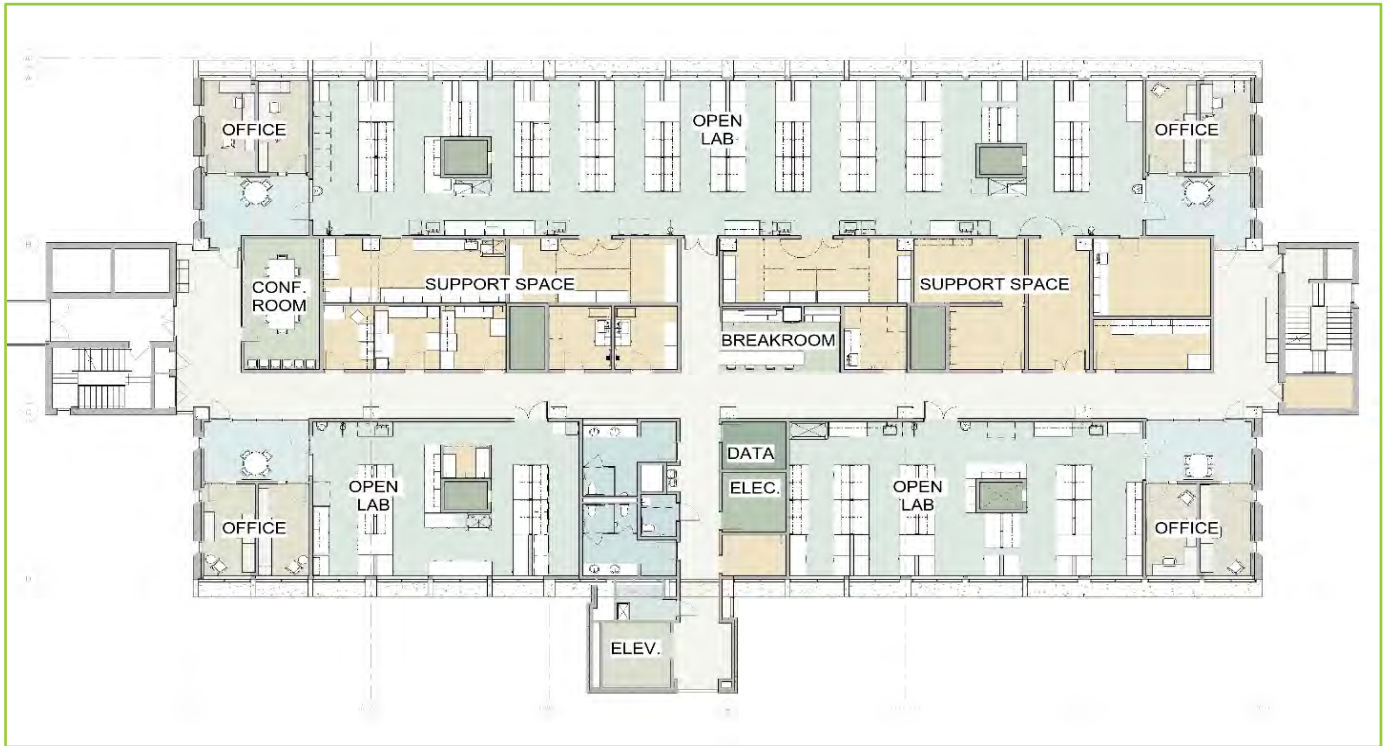 OPEN
LAB
OFFICE
OFFICE
CONF.
ROOM
SUPPORT SPACE
SUPPORT SPACE
BREAKROOM
DATA
ELEC.
OPEN
LAB
OPEN
LAB
OFFICE
OFFICE
ELEV.